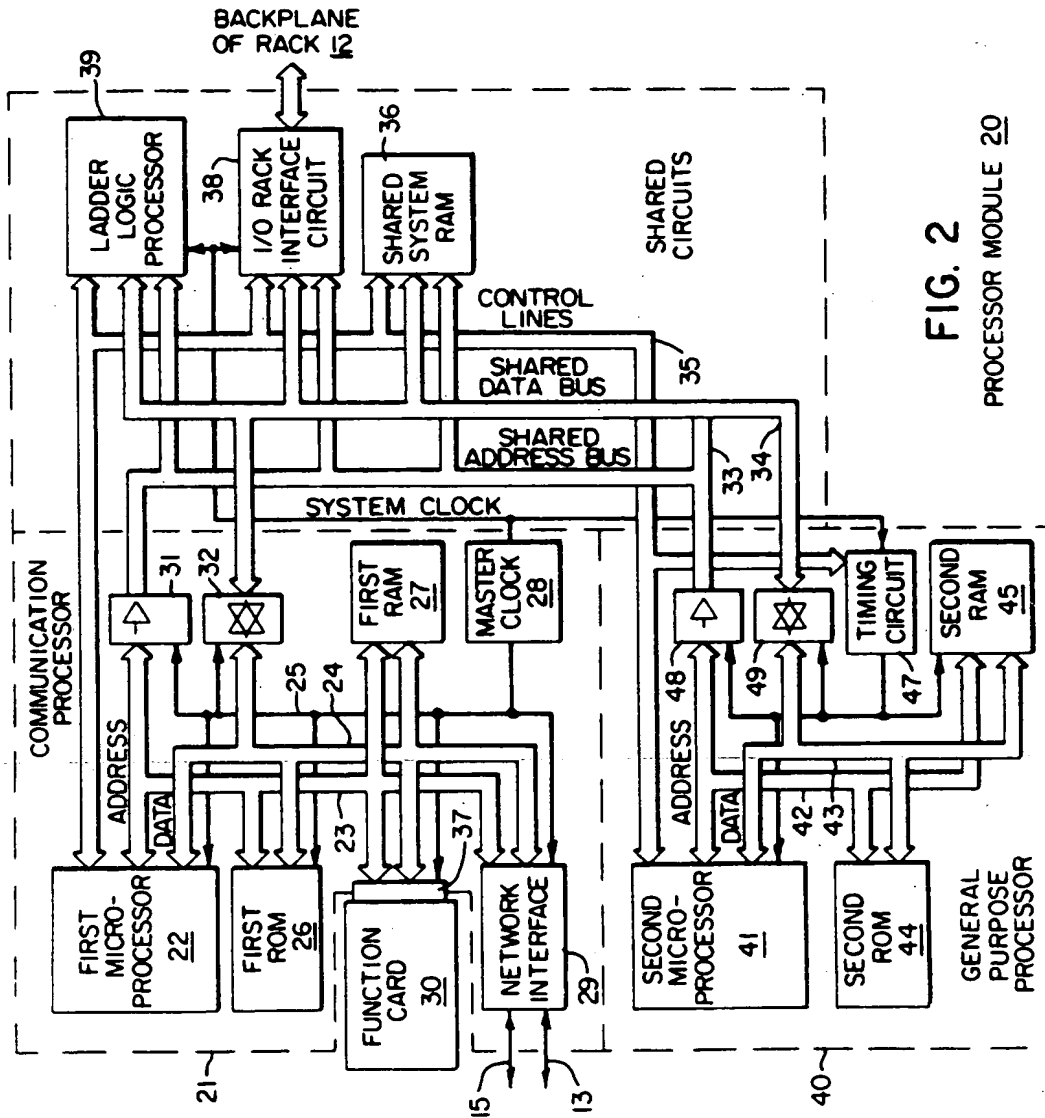 BACKPLANE
OF RACK 12
39
LADDER
LOGIC
PROCESSOR
38
I/O RACK
INTERFACE
CIRCUIT
36
SHARED
SYSTEM
RAM
SHARED
CIRCUITS
CONTROL
LINES
35
SHARED
DATA BUS
SHARED
ADDRESS BUS
33
34
SYSTEM CLOCK
COMMUNICATION
PROCESSOR
31
32
FIRST
RAM
27
MASTER
CLOCK
28
25
24
ADDRESS
DATA
23
FIRST
MICRO-
PROCESSOR
22
FIRST
ROM
26
37
FUNCTION
CARD
30
NETWORK
INTERFACE
29
21
15
13
48
49
TIMING
CIRCUIT
47
SECOND
RAM
45
ADDRESS
DATA
42
43
SECOND
MICRO-
PROCESSOR
41
SECOND
ROM
44
GENERAL
PURPOSE
PROCESSOR
40
FIG. 2
PROCESSOR MODULE 20